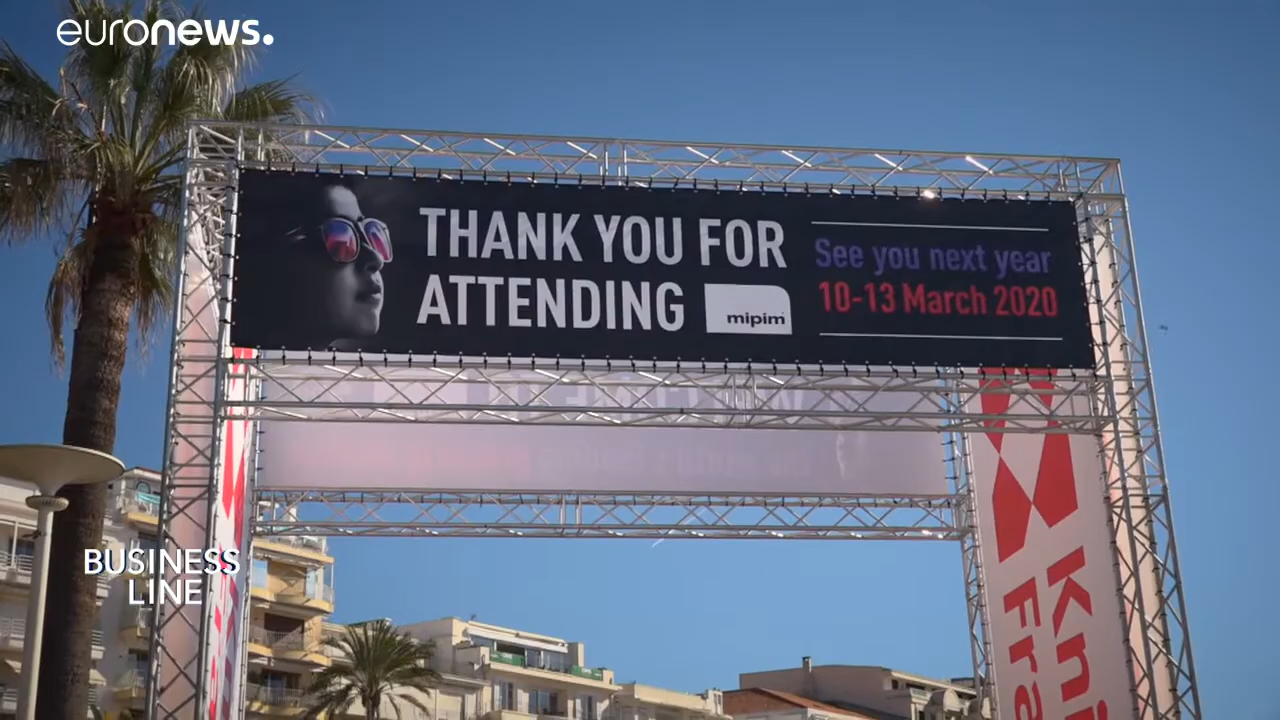 euronews.
THANK YOU FOR
ATTENDING
mipim
See you next year
10-13 March 2020
BUSINESS
LINE